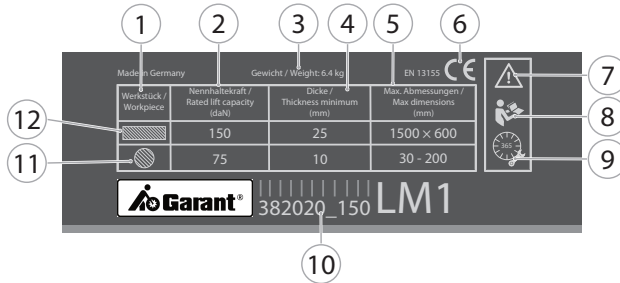 1
2
3
4
5
6
Made in Germany
Gewicht / Weight: 6.4 kg
EN 13155
CE
Werkstück /
Workpiece
Nennhaltekraft /
Rated lift capacity
(daN)
Dicke /
Thickness minimum
(mm)
Max. Abmessungen /
Max dimensions
(mm)
7
8
9
365
12
150
25
1500 × 600
11
75
10
30 - 200
Garant®
382020_150
LM1
10